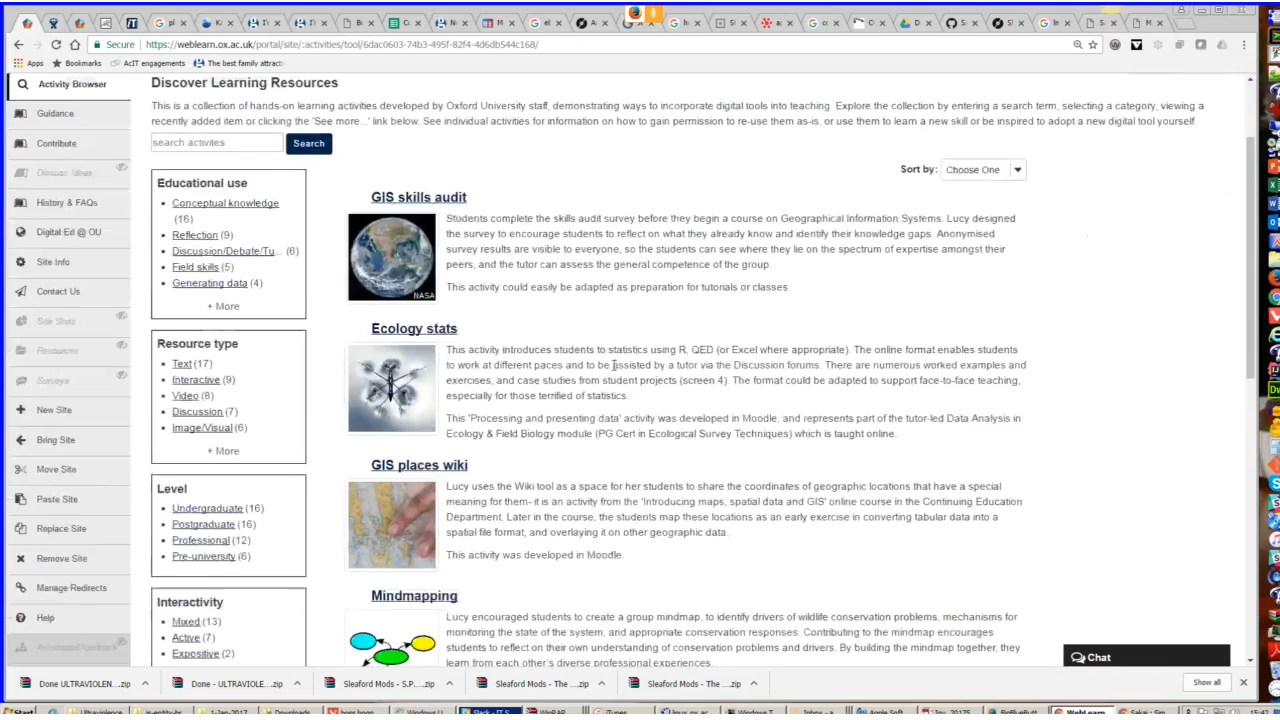 Secure
https://weblearn.ox.ac.uk/portal/site/:activities/tool/6dac0603-74b3-495f-82f4-4d6db544c168/
Apps
Bookmarks
AcIT engagements
The best family attracti
Activity Browser
Guidance
Contribute
Discuss Ideas
History & FAQs
Digital Ed @ OU
Site Info
Contact Us
Site Stats
Resources
Surveys
New Site
Bring Site
Move Site
Paste Site
Replace Site
Remove Site
Manage Redirects
Help
Discover Learning Resources
This is a collection of hands-on learning activities developed by Oxford University staff, demonstrating ways to incorporate digital tools into teaching. Explore the collection by entering a search term, selecting a category, viewing a
recently added item or clicking the 'See more...' link below. See individual activities for information on how to gain permission to re-use them as-is, or use them to learn a new skill or be inspired to adopt a new digital tool yourself.
search activites
Search
Sort by:
Choose One
Educational use
Conceptual knowledge
(16)
Reflection (9)
Discussion/Debate/Tu... (6)
Field skills (5)
Generating data (4)
+ More
Resource type
Text (17)
Interactive (9)
Video (8)
Discussion (7)
Image/Visual (6)
+ More
Level
Undergraduate (16)
Postgraduate (16)
Professional (12)
Pre-university (6)
Interactivity
Mixed (13)
Active (7)
Expositive (2)
GIS skills audit
NASA
Students complete the skills audit survey before they begin a course on Geographical Information Systems. Lucy designed
the survey to encourage students to reflect on what they already know and identify their knowledge gaps. Anonymised
survey results are visible to everyone, so the students can see where they lie on the spectrum of expertise amongst their
peers, and the tutor can assess the general competence of the group.
This activity could easily be adapted as preparation for tutorials or classes.
Ecology stats
This activity introduces students to statistics using R, QED (or Excel where appropriate). The online format enables students
to work at different paces and to be assisted by a tutor via the Discussion forums. There are numerous worked examples and
exercises, and case studies from student projects (screen 4). The format could be adapted to support face-to-face teaching,
especially for those terrified of statistics.
This 'Processing and presenting data' activity was developed in Moodle, and represents part of the tutor-led Data Analysis in
Ecology & Field Biology module (PG Cert in Ecological Survey Techniques) which is taught online.
GIS places wiki
Lucy uses the Wiki tool as a space for her students to share the coordinates of geographic locations that have a special
meaning for them- it is an activity from the 'Introducing maps, spatial data and GIS' online course in the Continuing Education
Department. Later in the course, the students map these locations as an early exercise in converting tabular data into a
spatial file format, and overlaying it on other geographic data.
This activity was developed in Moodle.
Mindmapping
Lucy encouraged students to create a group mindmap, to identify drivers of wildlife conservation problems, mechanisms for
monitoring the state of the system, and appropriate conservation responses. Contributing to the mindmap encourages
students to reflect on their own understanding of conservation problems and drivers. By building the mindmap together, they
learn from each other's diverse professional experiences.
Chat
Done ULTRAVIOLEN....zip
Done - ULTRAVIOLE....zip
Sleaford Mods - S.P....zip
Sleaford Mods - The ....zip
Sleaford Mods - The ....zip
Show all